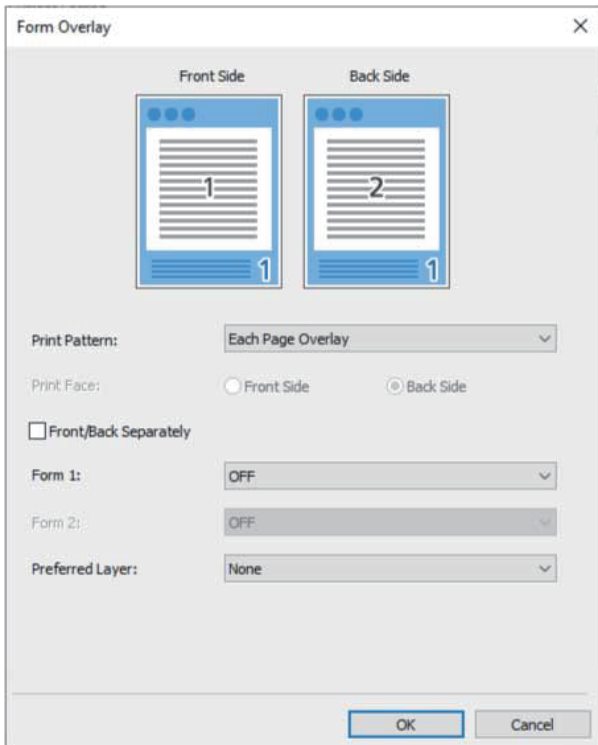 Form Overlay
Front Side Back Side
1 2
1 1
Print Pattern: Each Page Overlay
Print Face: Front Side Back Side
Front/Back Separately
Form 1: OFF
Form 2: OFF
Preferred Layer: None
OK Cancel